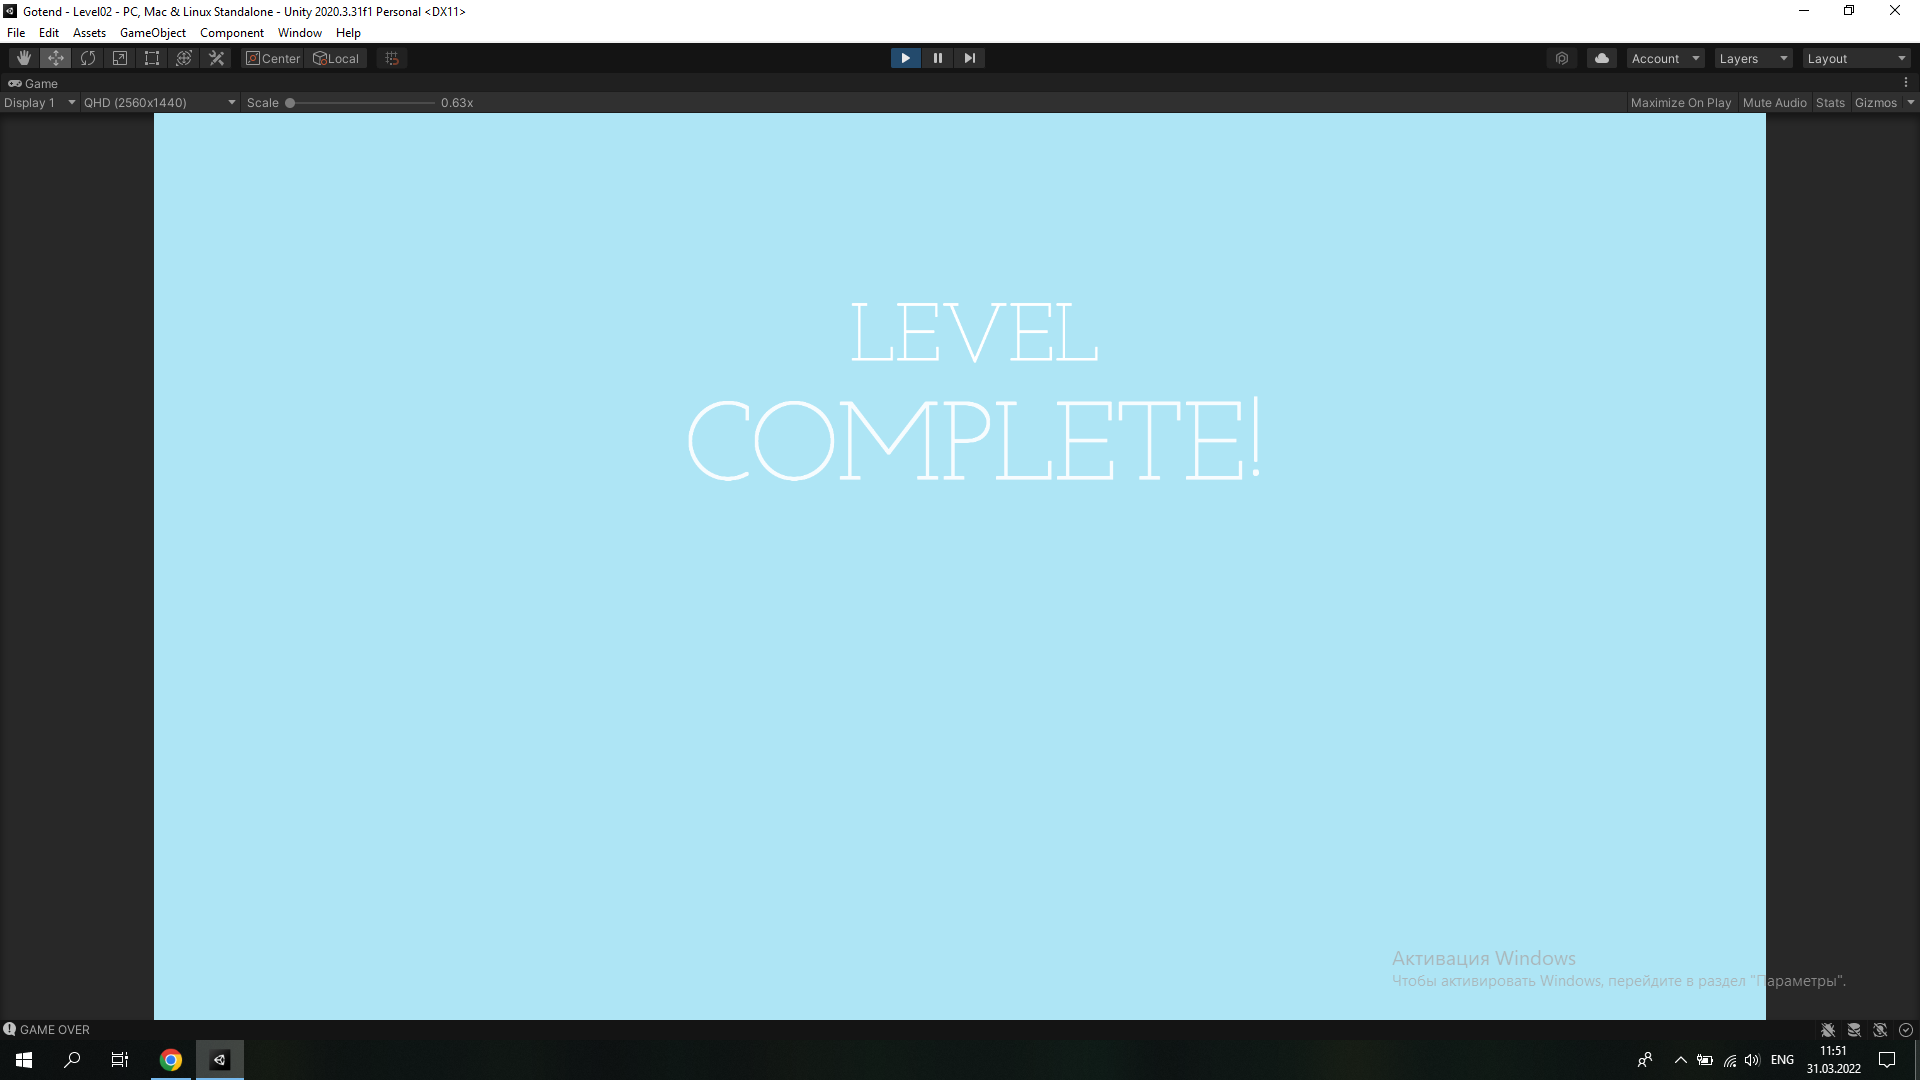 Gotend - Level02 - PC, Mac & Linux Standalone - Unity 2020.3.31f1 Personal <DX11>
File Edit Assets GameObject Component Window Help
Center Local Account Layers Layout
Game
Display 1 QHD (2560x1440) Scale 0.63x Maximize On Play Mute Audio Stats Gizmos
LEVEL
COMPLETE!
Активация Windows
Чтобы активировать Windows, перейдите в раздел "Параметры".
GAME OVER
ENG 11:51
31.03.2022